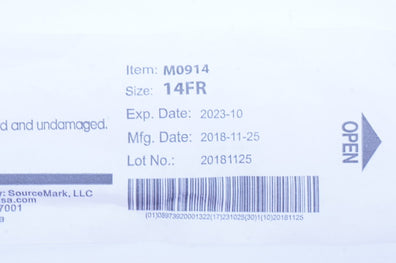 Item: M0914
Size: 14FR
Exp. Date: 2023-10
Mfg. Date: 2018-11-25
Lot No.: 20181125
d and undamaged.
OPEN
r: SourceMark, LLC
sa.com
7001
a
(01)08973920001322(17)231025(30)1(10)20181125